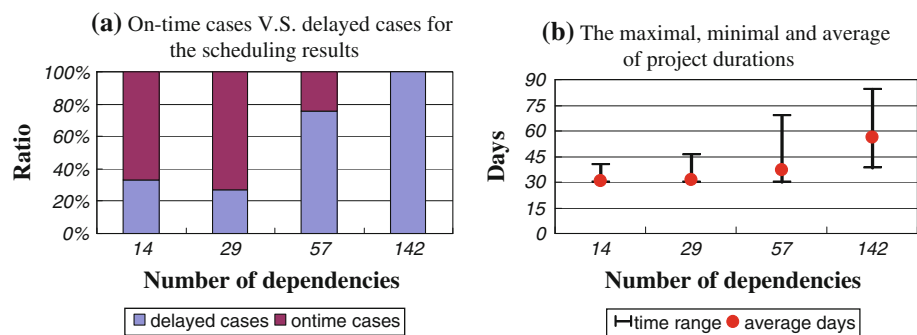 (a) On-time cases V.S. delayed cases for
the scheduling results
100%
80%
60%
40%
20%
0%
Ratio
14 29 57 142
Number of dependencies
delayed cases ontime cases
(b) The maximal, minimal and average
of project durations
90
75
60
45
30
15
0
Days
14 29 57 142
Number of dependencies
time range average days